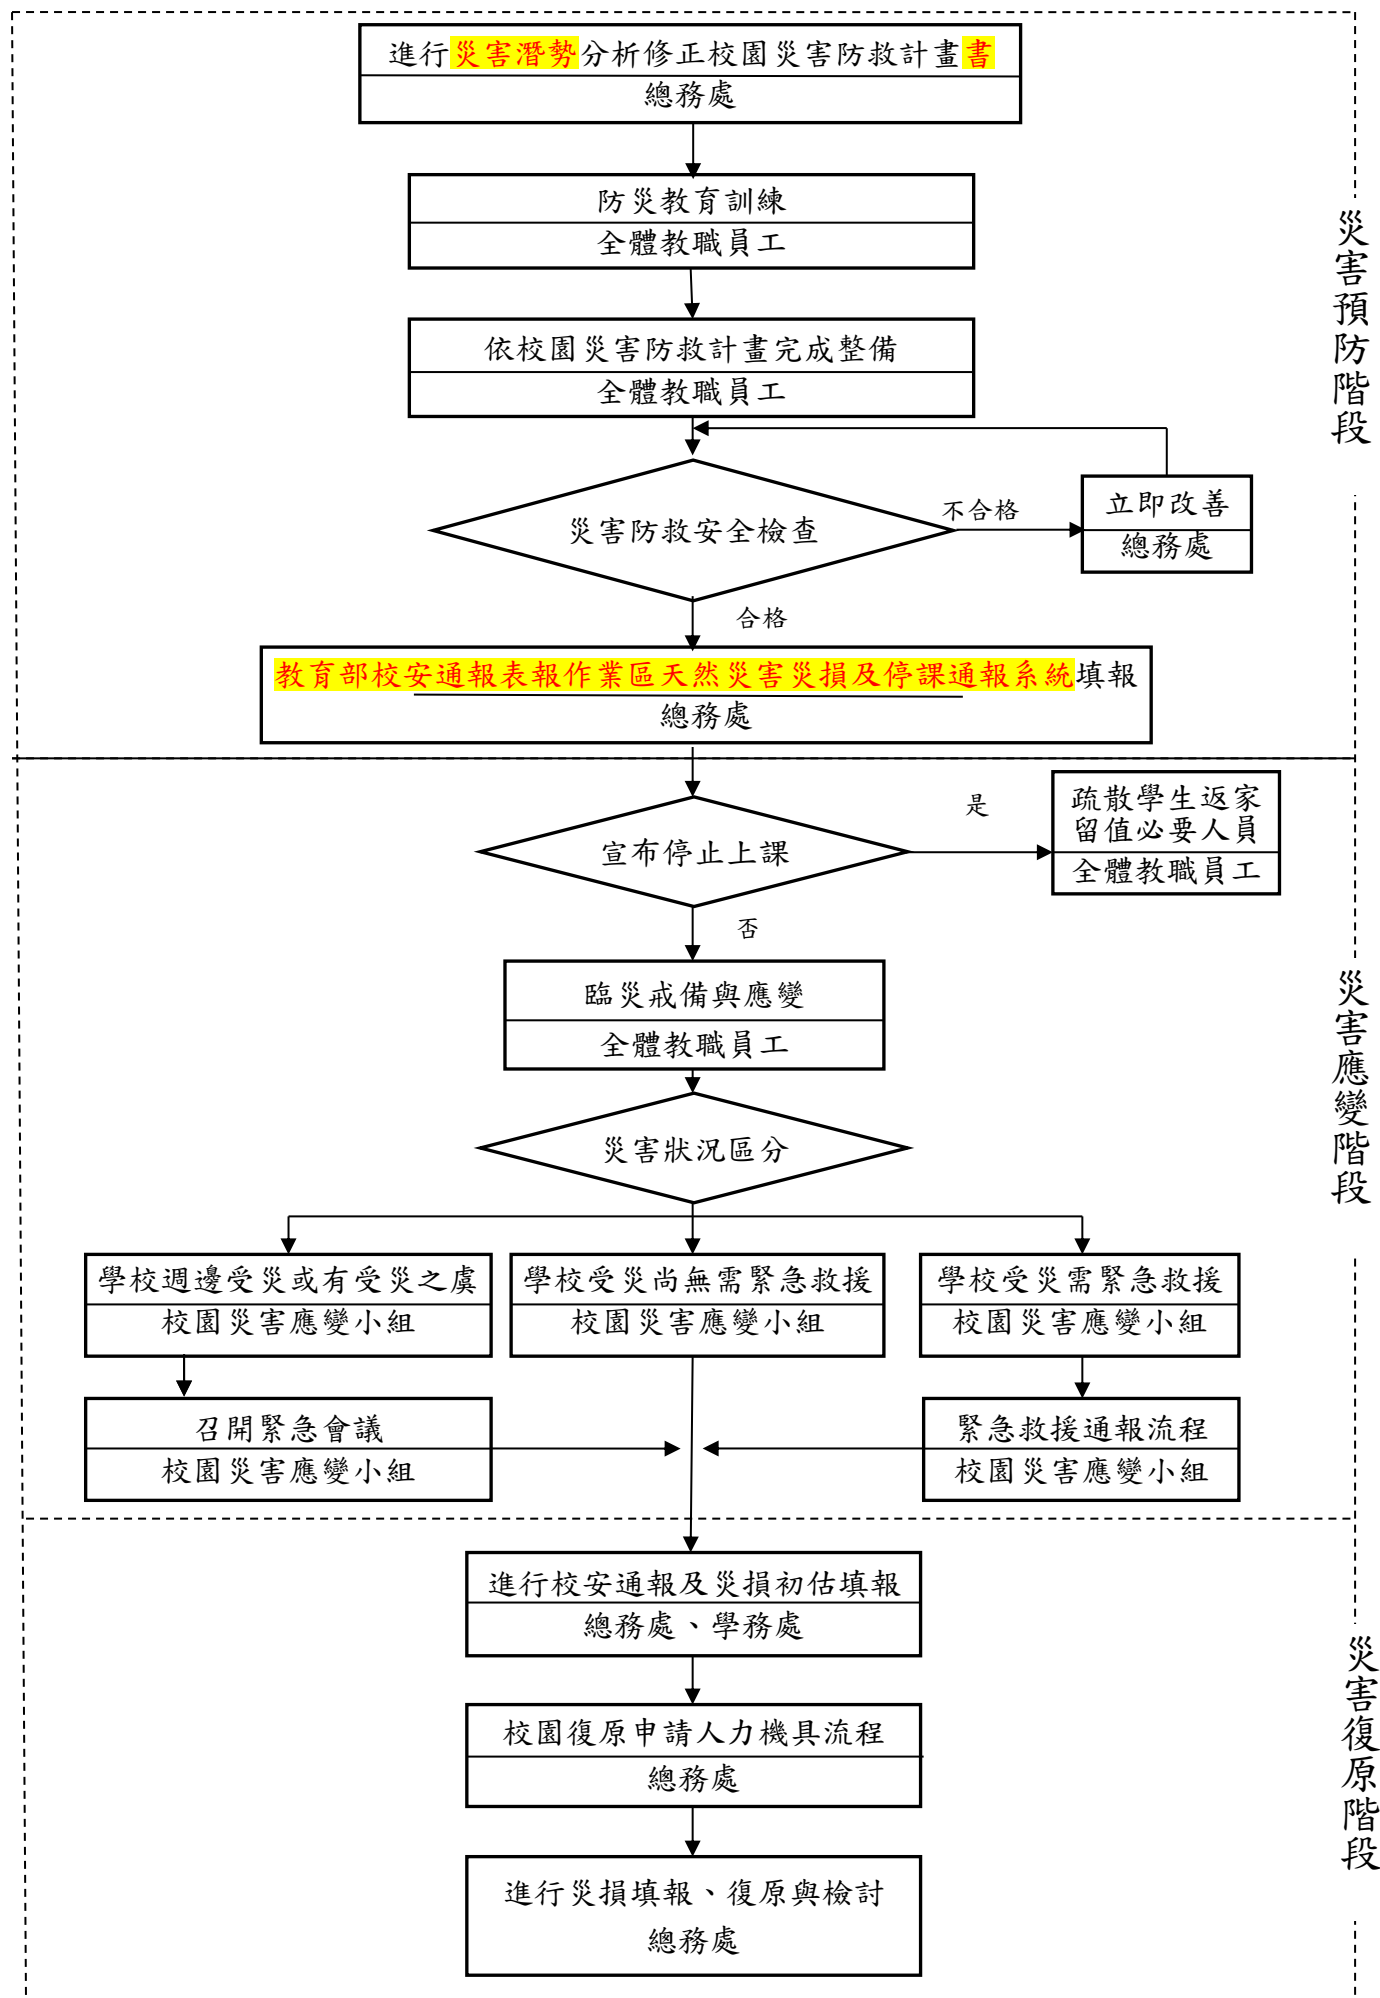 進行災害潛勢分析修正校園災害防救計畫書
總務處
防災教育訓練
全體教職員工
依校園災害防救計畫完成整備
全體教職員工
災害防救安全檢查
不合格
立即改善
總務處
合格
教育部校安通報表報作業區天然災害災損及停課通報系統填報
總務處
災害預防階段
宣布停止上課
是
疏散學生返家
留值必要人員
全體教職員工
否
臨災戒備與應變
全體教職員工
災害狀況區分
學校週邊受災或有受災之虞
校園災害應變小組
學校受災尚無需緊急救援
校園災害應變小組
學校受災需緊急救援
校園災害應變小組
召開緊急會議
校園災害應變小組
緊急救援通報流程
校園災害應變小組
災害應變階段
進行校安通報及災損初估填報
總務處、學務處
校園復原申請人力機具流程
總務處
進行災損填報、復原與檢討
總務處
災害復原階段